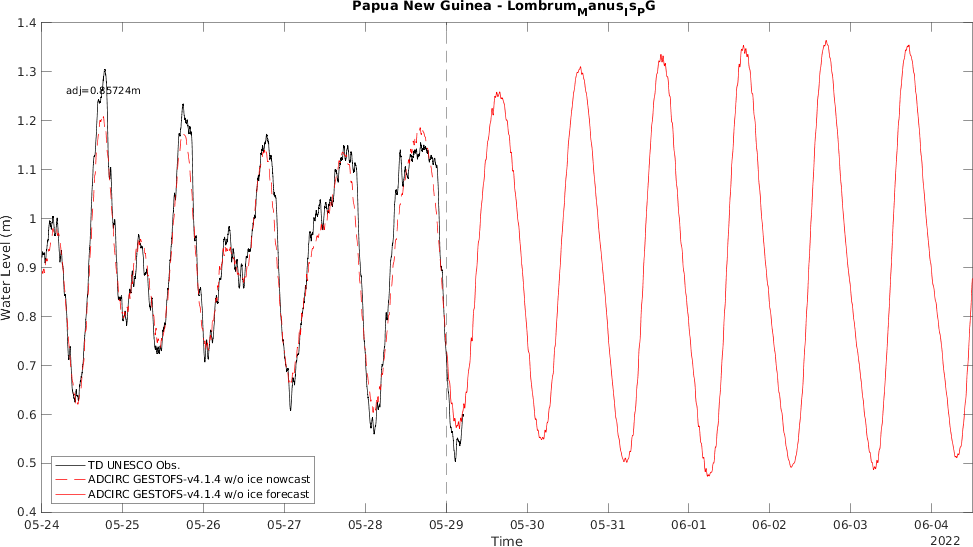 Papua New Guinea - LombrumManusIsPG
1.4
1.3
adj=0.85724m
1.2
1.1
1
0.9
0.8
0.7
0.6
0.5
0.4
Water Level (m)
TD UNESCO Obs.
ADCIRC GESTOFS-v4.1.4 w/o ice nowcast
ADCIRC GESTOFS-v4.1.4 w/o ice forecast
05-24 05-25 05-26 05-27 05-28 05-29 05-30 05-31 06-01 06-02 06-03 06-04
Time
2022